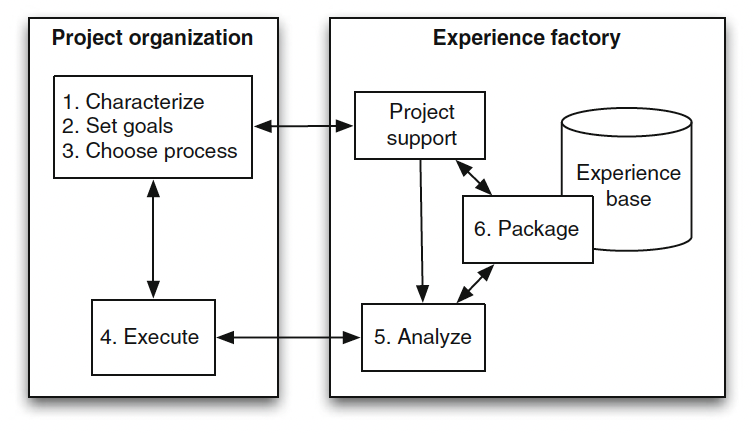 Project organization
1. Characterize
2. Set goals
3. Choose process
4. Execute
Experience factory
Project
support
Experience
base
6. Package
5. Analyze